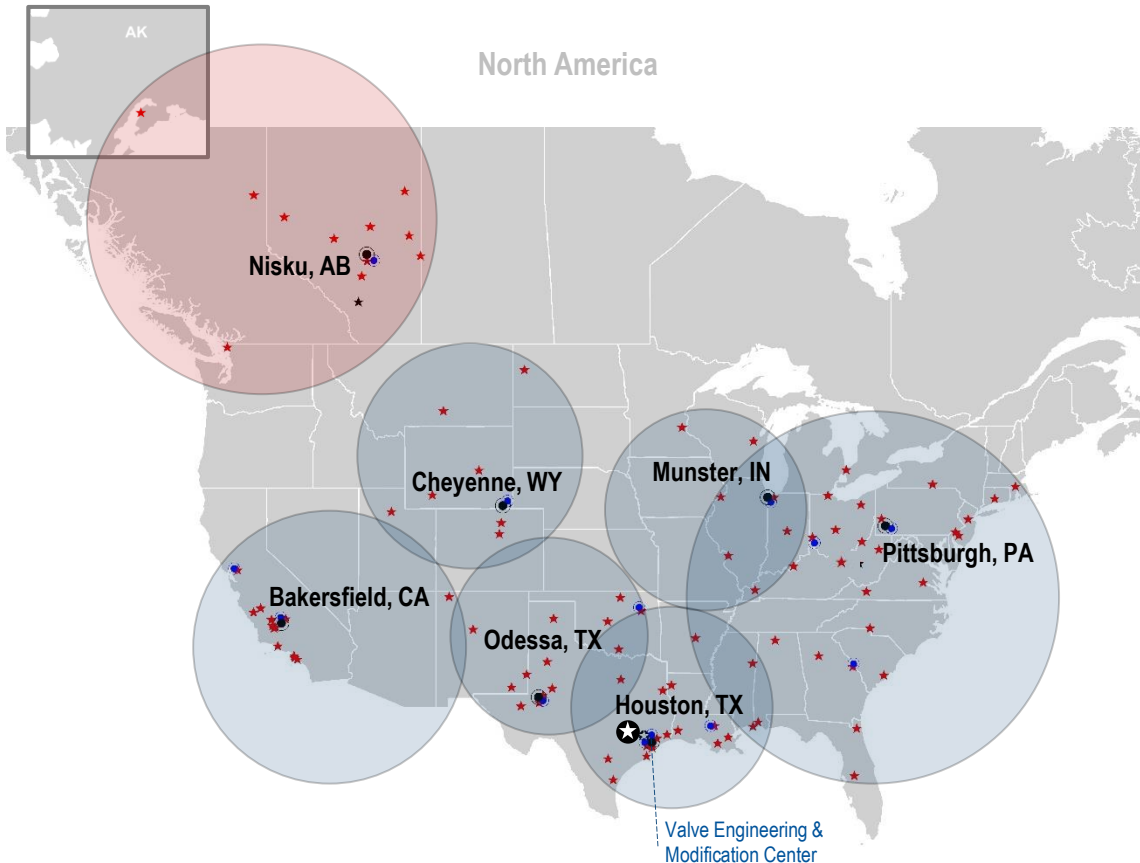 AK
North America
Nisku, AB
Cheyenne, WY
Munster, IN
Pittsburgh, PA
Bakersfield, CA
Odessa, TX
Houston, TX
Valve Engineering &
Modification Center